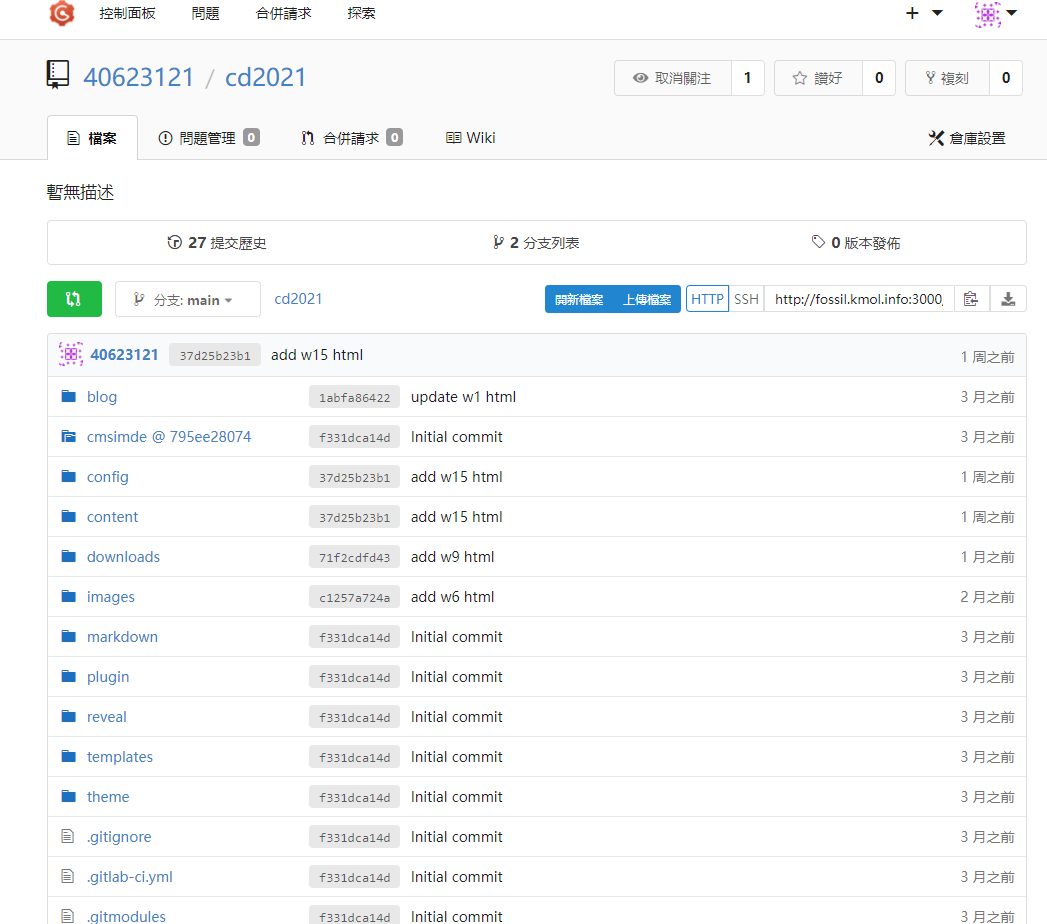 控制面板 問題 合併請求 探索
40623121 / cd2021 取消關注 1 讚好 0 複刻 0
檔案 問題管理 0 合併請求 0 Wiki 倉庫設置
暫無描述
27 提交歷史 2 分支列表 0 版本發佈
分支: main cd2021 開新檔案 上傳檔案 HTTP SSH http://fossil.kmol.info:3000,
40623121 37d25b23b1 add w15 html 1 周之前
blog 1abfa86422 update w1 html 3 月之前
cmsimde @ 795ee28074 f331dca14d Initial commit 3 月之前
config 37d25b23b1 add w15 html 1 周之前
content 37d25b23b1 add w15 html 1 周之前
downloads 71f2cdfd43 add w9 html 1 月之前
images c1257a724a add w6 html 2 月之前
markdown f331dca14d Initial commit 3 月之前
plugin f331dca14d Initial commit 3 月之前
reveal f331dca14d Initial commit 3 月之前
templates f331dca14d Initial commit 3 月之前
theme f331dca14d Initial commit 3 月之前
.gitignore f331dca14d Initial commit 3 月之前
.gitlab-ci.yml f331dca14d Initial commit 3 月之前
.gitmodules f331dca14d Initial commit 3 月之前